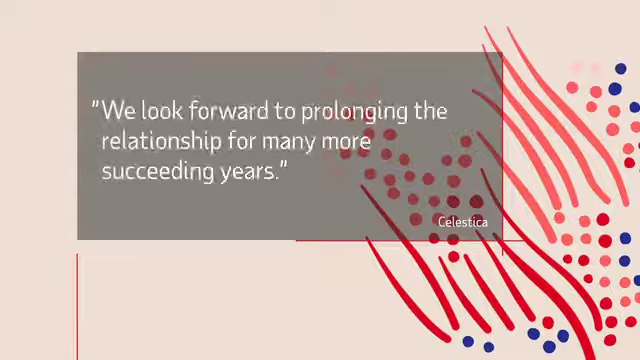 "We look forward to prolonging the
relationship for many more
succeeding years."
Celestica